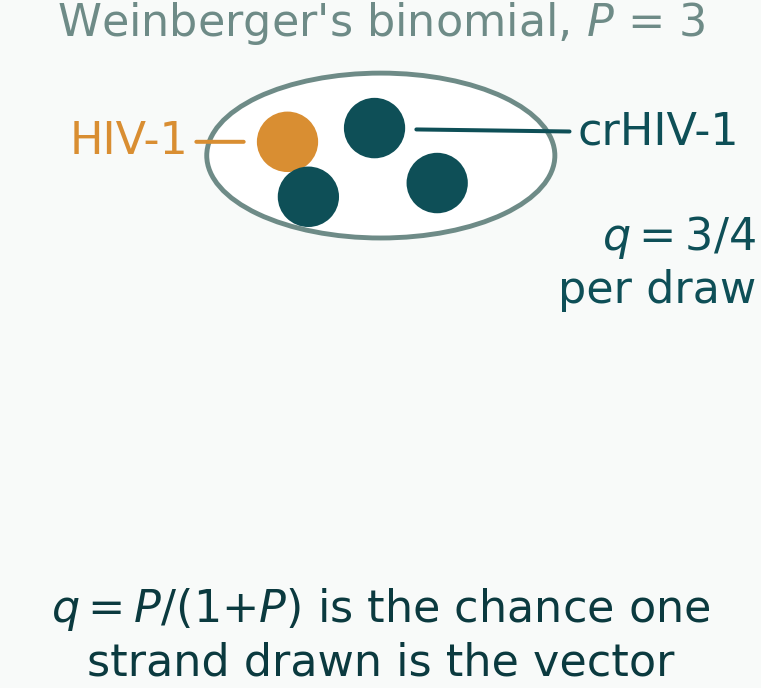 Weinberger's binomial, P = 3
HIV-1
crHIV-1
q = 3/4
per draw
q = P/(1+P) is the chance one
strand drawn is the vector